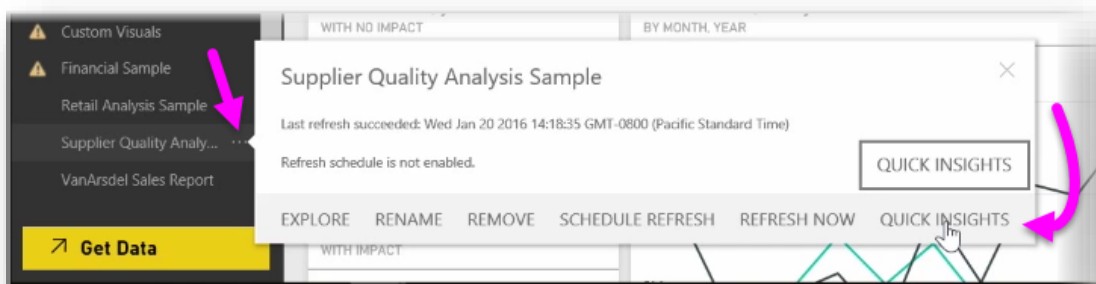 Custom Visuals
Financial Sample
Retail Analysis Sample
Supplier Quality Analy... ...
VanArsdel Sales Report
Get Data
WITH NO IMPACT
BY MONTH, YEAR
Supplier Quality Analysis Sample
Last refresh succeeded: Wed Jan 20 2016 14:18:35 GMT-0800 (Pacific Standard Time)
Refresh schedule is not enabled.
QUICK INSIGHTS
EXPLORE RENAME REMOVE SCHEDULE REFRESH REFRESH NOW QUICK INSIGHTS
WITH IMPACT